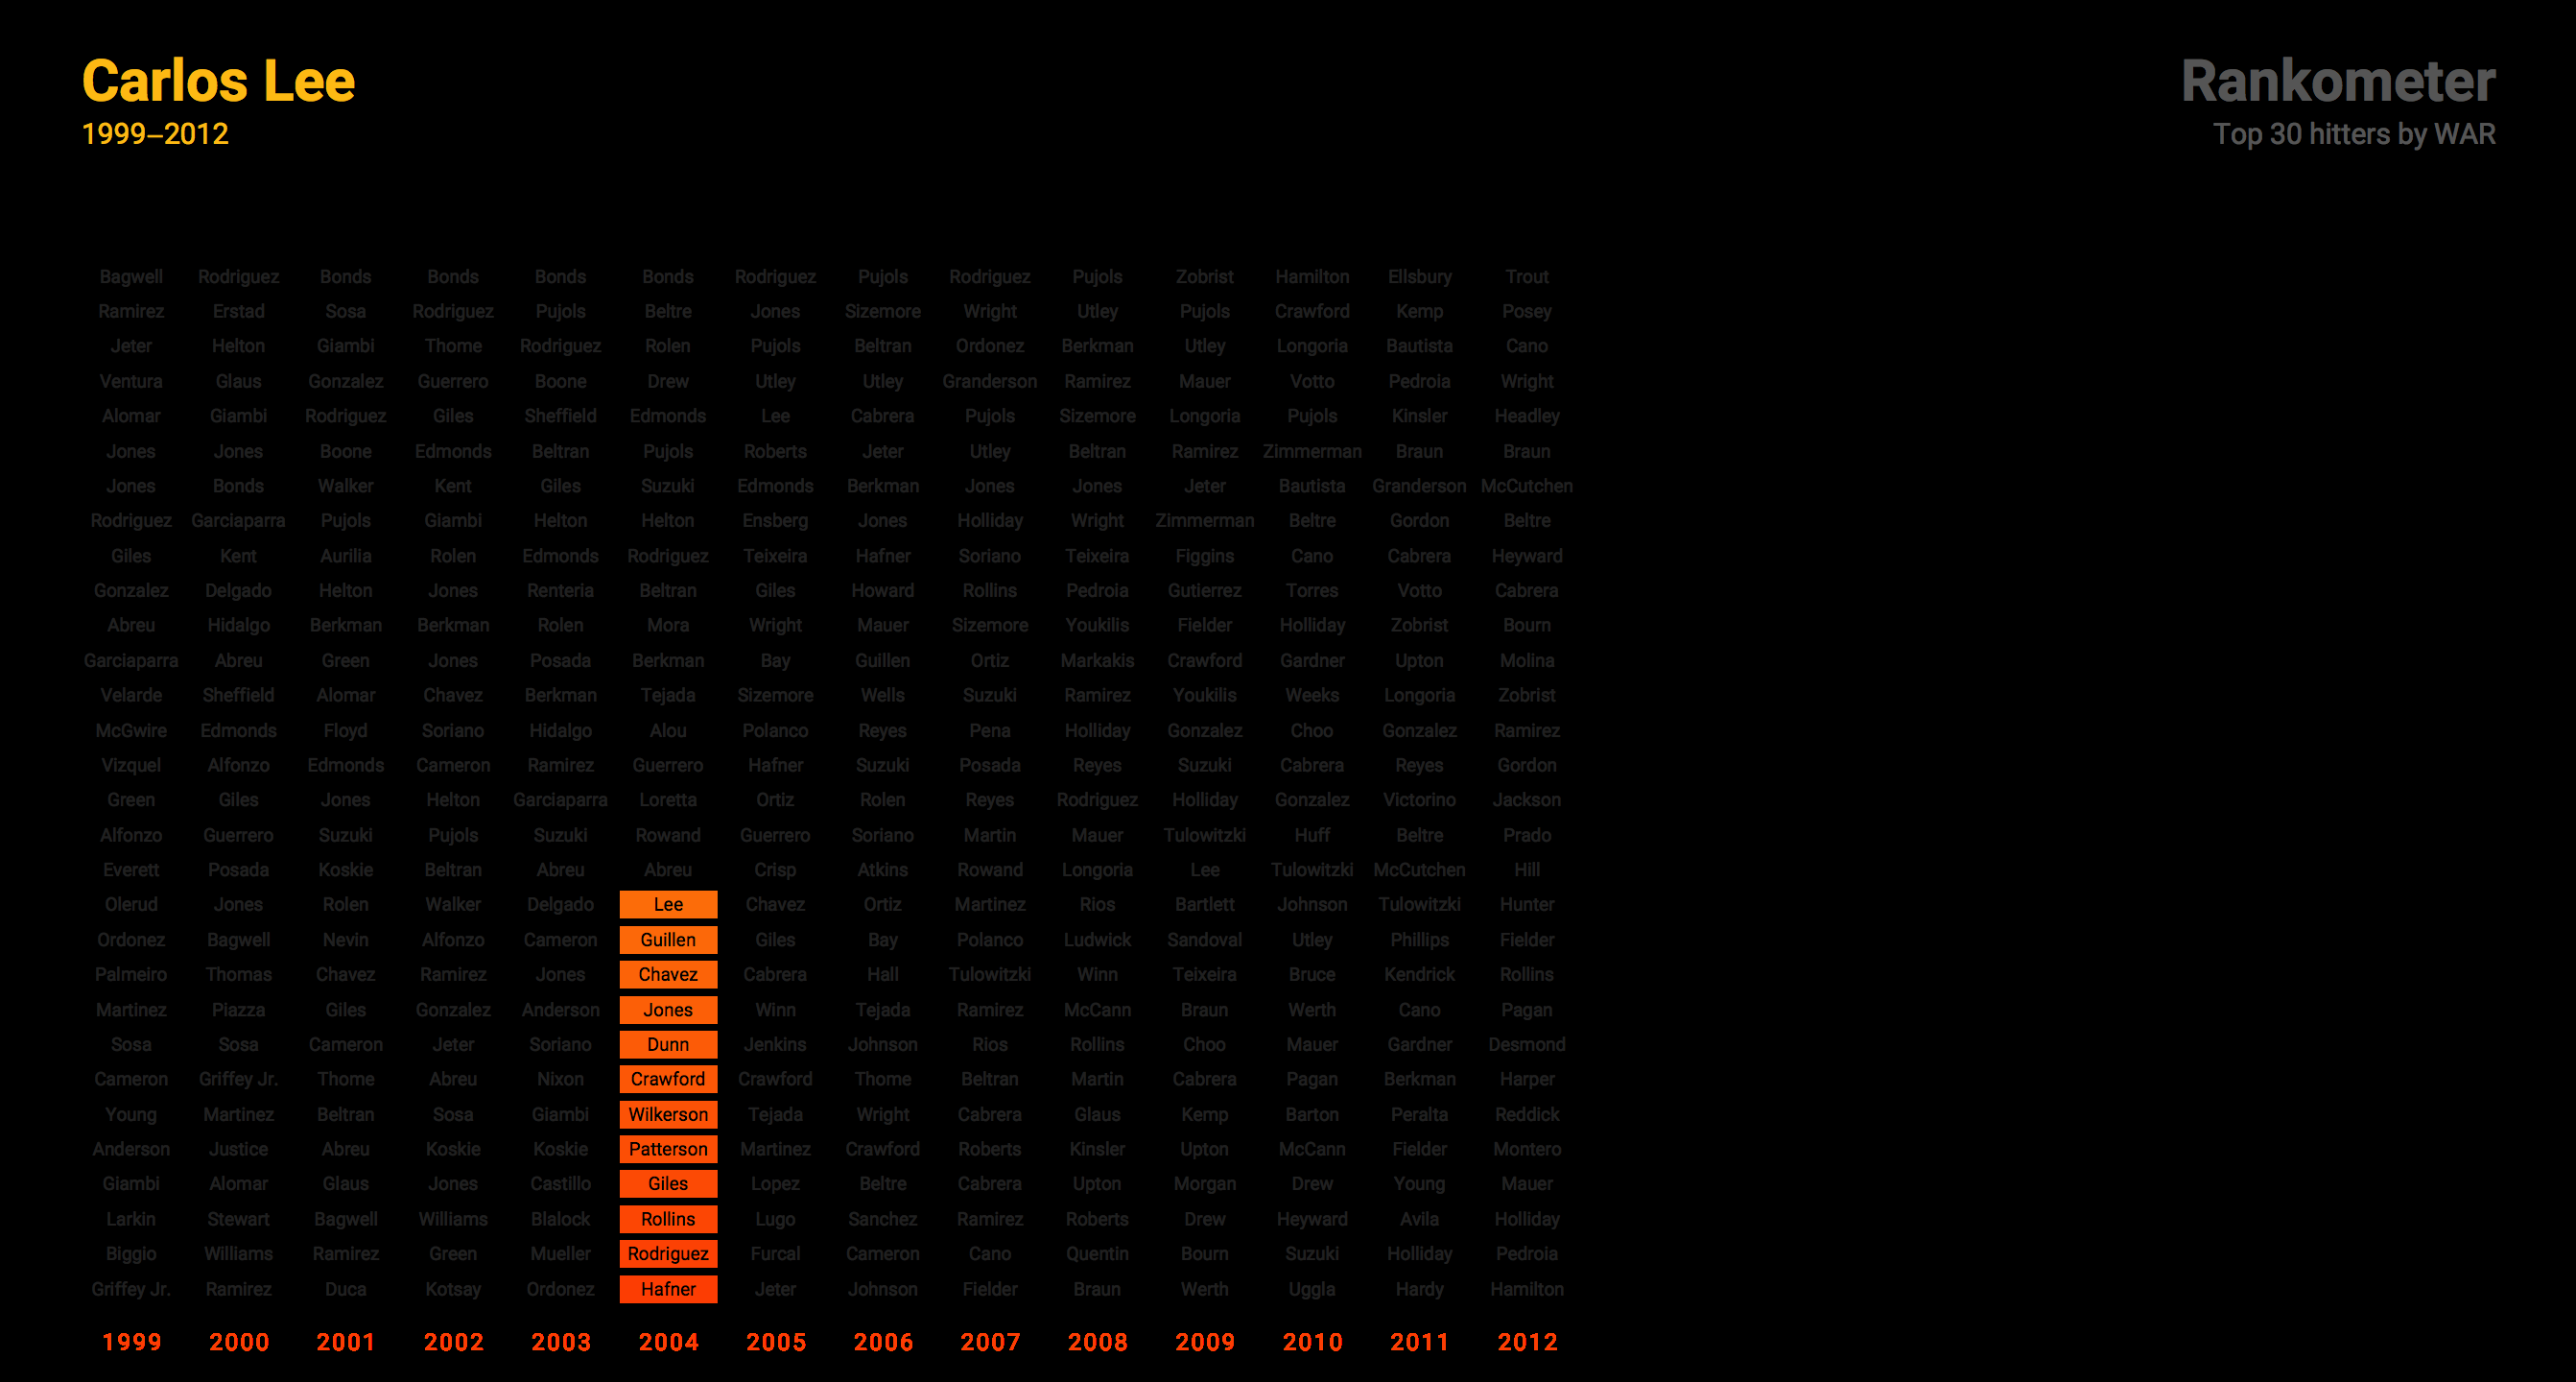 Carlos Lee
1999–2012
Rankometer
Top 30 hitters by WAR
Bagwell Rodriguez Bonds Bonds Bonds Bonds Rodriguez Pujols Rodriguez Pujols Zobrist Hamilton Ellsbury Trout
Ramirez Erstad Sosa Rodriguez Pujols Beltre Jones Sizemore Wright Utley Pujols Crawford Kemp Posey
Jeter Helton Giambi Thome Rodriguez Rolen Pujols Beltran Ordonez Berkman Utley Longoria Bautista Cano
Ventura Glaus Gonzalez Guerrero Boone Drew Utley Utley Granderson Ramirez Mauer Votto Pedroia Wright
Alomar Giambi Rodriguez Giles Sheffield Edmonds Lee Cabrera Pujols Sizemore Longoria Pujols Kinsler Headley
Jones Jones Boone Edmonds Beltran Pujols Roberts Jeter Utley Beltran Ramirez Zimmerman Braun Braun
Jones Bonds Walker Kent Giles Suzuki Edmonds Berkman Jones Jones Jeter Bautista Granderson McCutchen
Rodriguez Garciaparra Pujols Giambi Helton Helton Ensberg Jones Holliday Wright Zimmerman Beltre Gordon Beltre
Giles Kent Aurilia Rolen Edmonds Rodriguez Teixeira Hafner Soriano Teixeira Figgins Cano Cabrera Heyward
Gonzalez Delgado Helton Jones Renteria Beltran Giles Howard Rollins Pedroia Gutierrez Torres Votto Cabrera
Abreu Hidalgo Berkman Berkman Rolen Mora Wright Mauer Sizemore Youkilis Fielder Holliday Zobrist Bourn
Garciaparra Abreu Green Jones Posada Berkman Bay Guillen Ortiz Markakis Crawford Gardner Upton Molina
Velarde Sheffield Alomar Chavez Berkman Tejada Sizemore Wells Suzuki Ramirez Youkilis Weeks Longoria Zobrist
McGwire Edmonds Floyd Soriano Hidalgo Alou Polanco Reyes Pena Holliday Gonzalez Choo Gonzalez Ramirez
Vizquel Alfonzo Edmonds Cameron Ramirez Guerrero Hafner Suzuki Posada Reyes Suzuki Cabrera Reyes Gordon
Green Giles Jones Helton Garciaparra Loretta Ortiz Rolen Reyes Rodriguez Holliday Gonzalez Victorino Jackson
Alfonzo Guerrero Suzuki Pujols Suzuki Rowand Guerrero Soriano Martin Mauer Tulowitzki Huff Beltre Prado
Everett Posada Koskie Beltran Abreu Abreu Crisp Atkins Rowand Longoria Lee Tulowitzki McCutchen Hill
Olerud Jones Rolen Walker Delgado Lee Chavez Ortiz Martinez Rios Bartlett Johnson Tulowitzki Hunter
Ordonez Bagwell Nevin Alfonzo Cameron Guillen Giles Bay Polanco Ludwick Sandoval Utley Phillips Fielder
Palmeiro Thomas Chavez Ramirez Jones Chavez Cabrera Hall Tulowitzki Winn Teixeira Bruce Kendrick Rollins
Martinez Piazza Giles Gonzalez Anderson Jones Winn Tejada Ramirez McCann Braun Werth Cano Pagan
Sosa Sosa Cameron Jeter Soriano Dunn Jenkins Johnson Rios Rollins Choo Mauer Gardner Desmond
Cameron Griffey Jr. Thome Abreu Nixon Crawford Crawford Thome Beltran Martin Cabrera Pagan Berkman Harper
Young Martinez Beltran Sosa Giambi Wilkerson Tejada Wright Cabrera Glaus Kemp Barton Peralta Reddick
Anderson Justice Abreu Koskie Koskie Patterson Martinez Crawford Roberts Kinsler Upton McCann Fielder Montero
Giambi Alomar Glaus Jones Castillo Giles Lopez Beltre Cabrera Upton Morgan Drew Young Mauer
Larkin Stewart Bagwell Williams Blalock Rollins Lugo Sanchez Ramirez Roberts Drew Heyward Avila Holliday
Biggio Williams Ramirez Green Mueller Rodriguez Furcal Cameron Cano Quentin Bourn Suzuki Holliday Pedroia
Griffey Jr. Ramirez Duca Kotsay Ordonez Hafner Jeter Johnson Fielder Braun Werth Uggla Hardy Hamilton
1999 2000 2001 2002 2003 2004 2005 2006 2007 2008 2009 2010 2011 2012